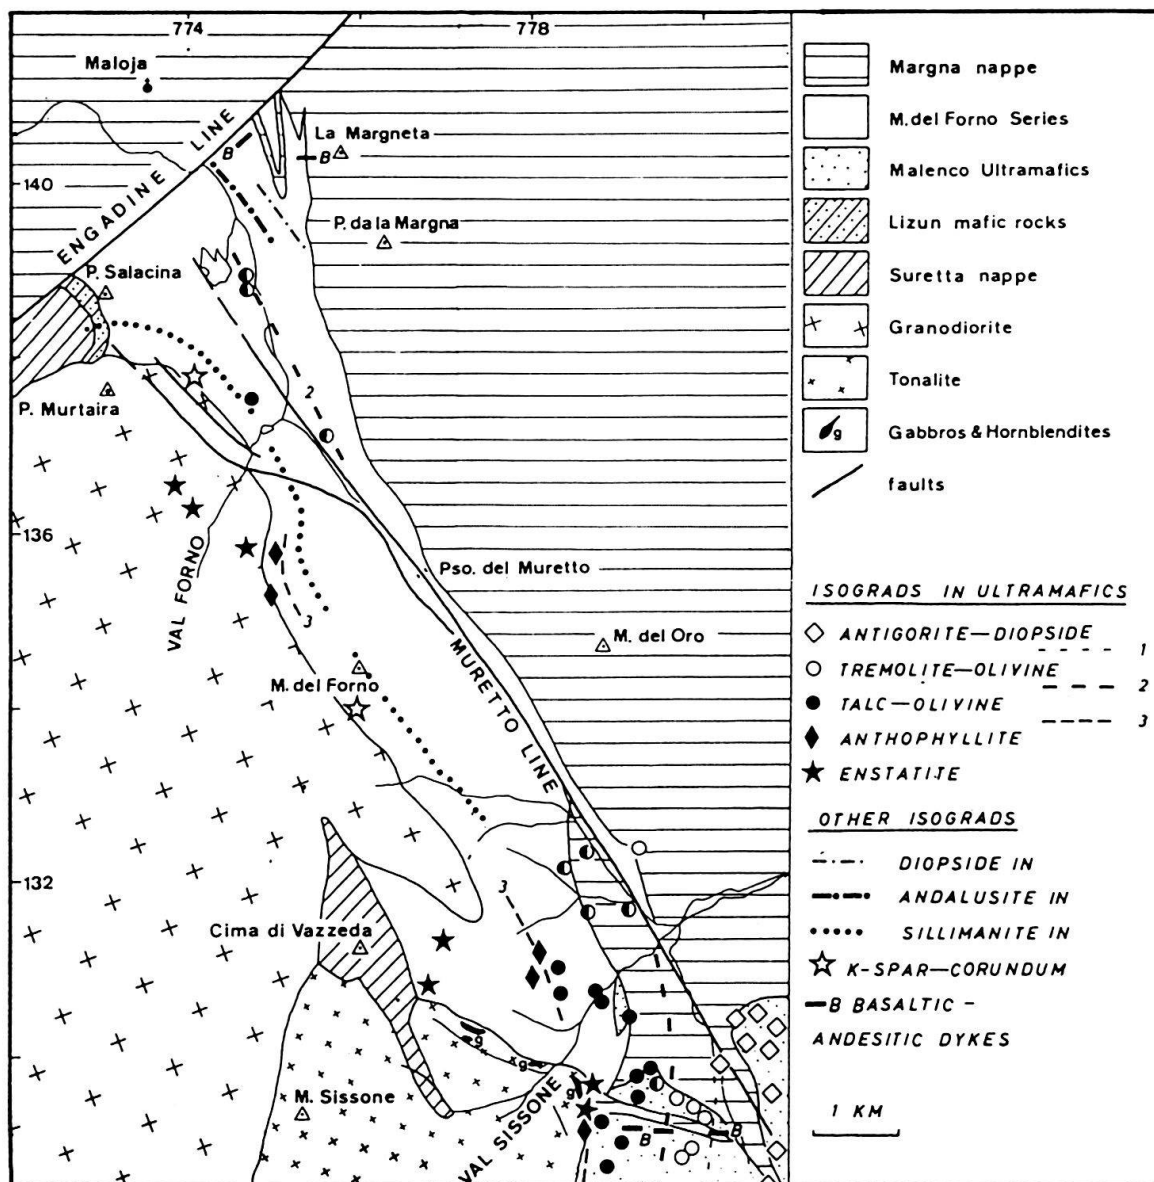 774
778
Maloja
ENGADINE LINE
B
La Margneta
B
140
P. da la Margna
P. Salacina
2
P. Murtaira
136
VAL FORNO
Pso. del Muretto
3
M. del Oro
MURETTO LINE
M. del Forno
132
3
Cima di Vazzeda
g
g
g
M. Sissone
VAL SISSONE
B
B
Margna nappe
M. del Forno Series
Malenco Ultramafics
Lizun mafic rocks
Suretta nappe
Granodiorite
Tonalite
g
Gabbros & Hornblendites
faults
ISOGRADS IN ULTRAMAFICS
ANTIGORITE—DIOPSIDE
1
TREMOLITE—OLIVINE
2
TALC—OLIVINE
3
ANTHOPHYLLITE
ENSTATITE
OTHER ISOGRADS
DIOPSIDE IN
ANDALUSITE IN
SILLIMANITE IN
K-SPAR—CORUNDUM
B BASALTIC –
ANDESITIC DYKES
1 KM